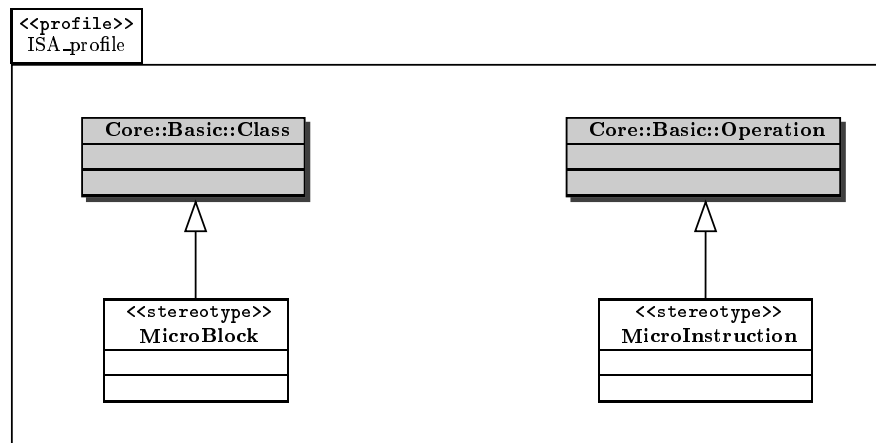 <<profile>>
ISA_profile
Core::Basic::Class
Core::Basic::Operation
<<stereotype>>
MicroBlock
<<stereotype>>
MicroInstruction